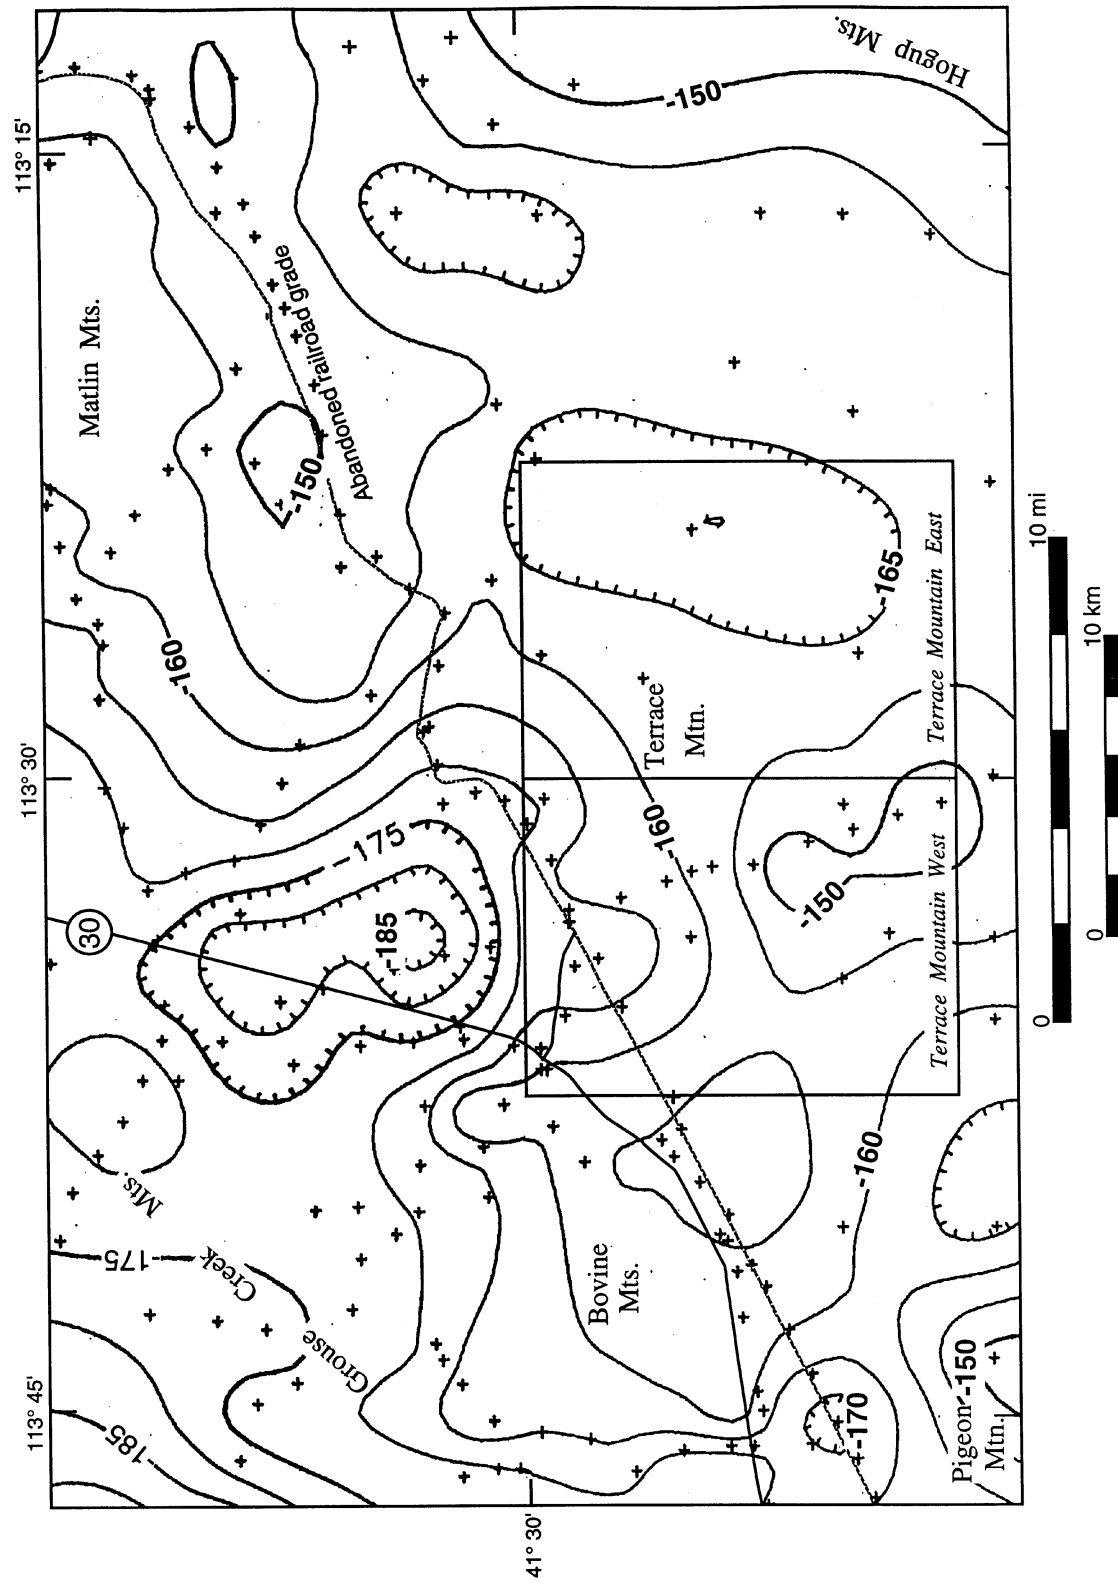 113° 45'
113° 30'
113° 15'
41° 30'
-185
-175
Grouse
Creek
Mts.
30
-185
-175
-160
Matlin Mts.
-150
Abandoned railroad grade
Bovine
Mts.
Terrace
Mtn.
-160
-150
-165
-150
Hogup Mts.
-170
-160
Pigeon
Mtn.
-150
Terrace Mountain West
Terrace Mountain East
0
10 mi
0
10 km